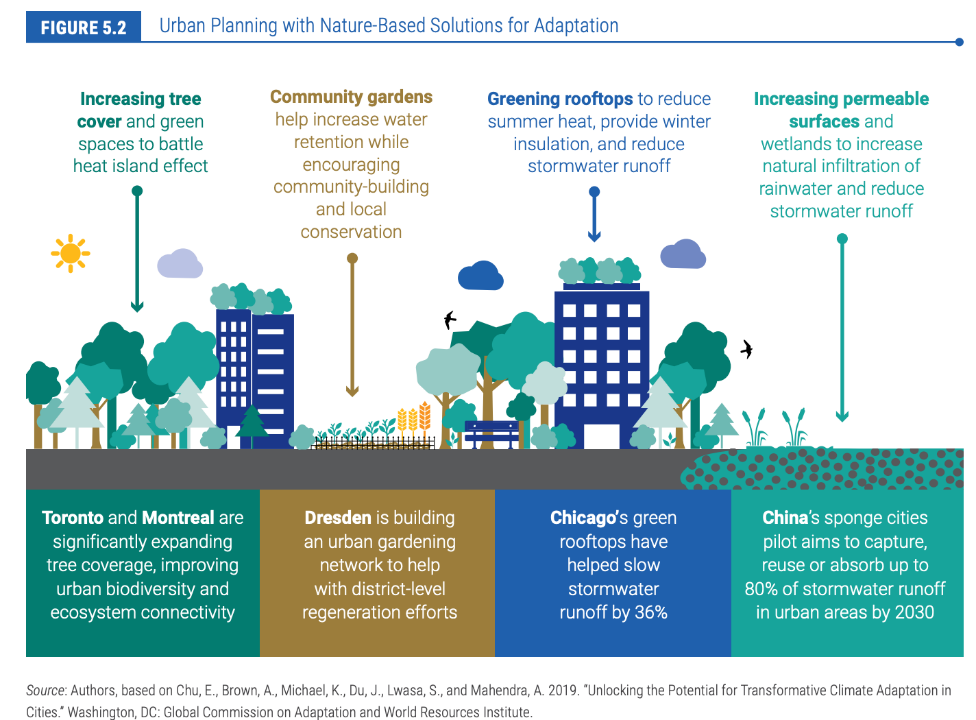 FIGURE 5.2
Urban Planning with Nature-Based Solutions for Adaptation
Increasing tree
cover and green
spaces to battle
heat island effect
Community gardens
help increase water
retention while
encouraging
community-building
and local
conservation
Greening rooftops to reduce
summer heat, provide winter
insulation, and reduce
stormwater runoff
Increasing permeable
surfaces and
wetlands to increase
natural infiltration of
rainwater and reduce
stormwater runoff
Toronto and Montreal are
significantly expanding
tree coverage, improving
urban biodiversity and
ecosystem connectivity
Dresden is building
an urban gardening
network to help
with district-level
regeneration efforts
Chicago's green
rooftops have
helped slow
stormwater
runoff by 36%
China's sponge cities
pilot aims to capture,
reuse or absorb up to
80% of stormwater runoff
in urban areas by 2030
Source: Authors, based on Chu, E., Brown, A., Michael, K., Du, J., Lwasa, S., and Mahendra, A. 2019. "Unlocking the Potential for Transformative Climate Adaptation in
Cities." Washington, DC: Global Commission on Adaptation and World Resources Institute.